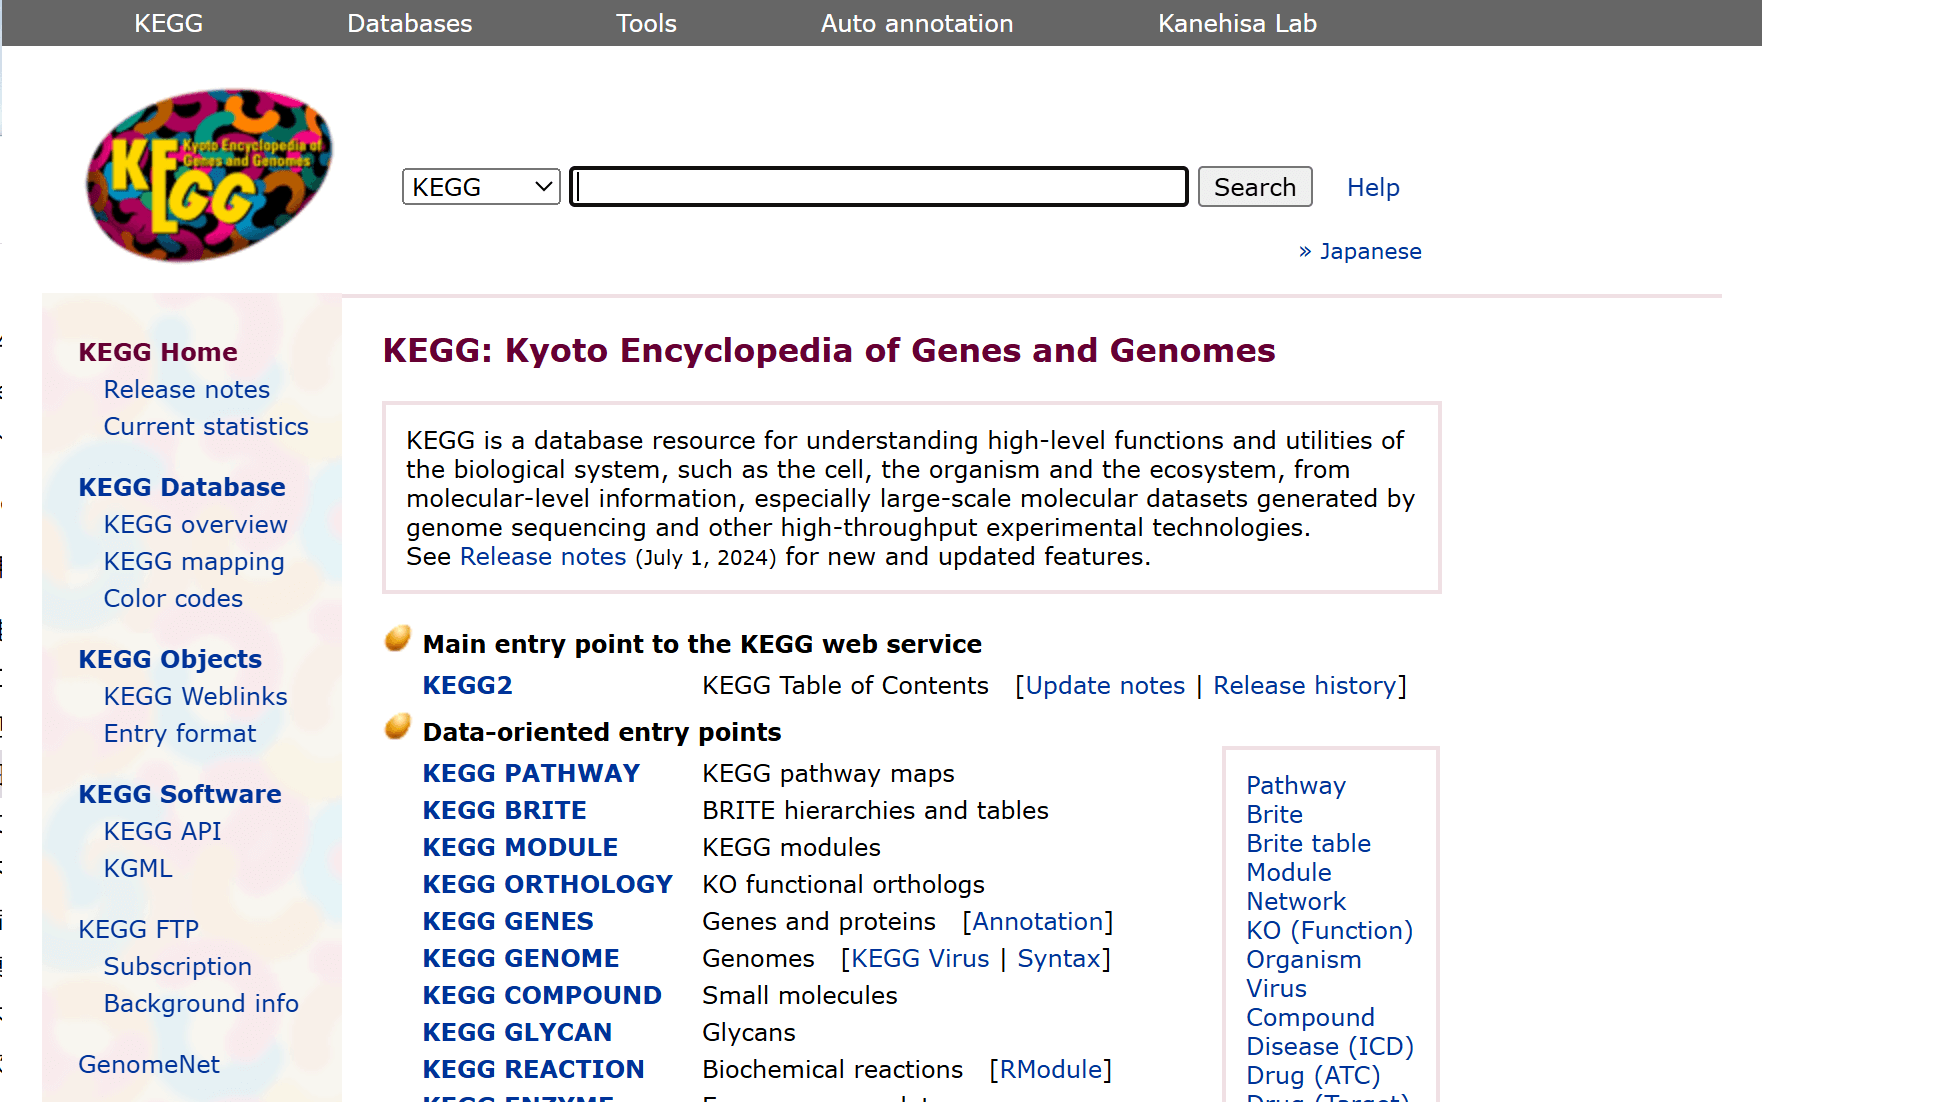 KEGG Databases Tools Auto annotation Kanehisa Lab
KEGG
Kyoto Encyclopedia of
Genes and Genomes
KEGG Search Help
» Japanese
KEGG Home
Release notes
Current statistics
KEGG Database
KEGG overview
KEGG mapping
Color codes
KEGG Objects
KEGG Weblinks
Entry format
KEGG Software
KEGG API
KGML
KEGG FTP
Subscription
Background info
GenomeNet
KEGG: Kyoto Encyclopedia of Genes and Genomes
KEGG is a database resource for understanding high-level functions and utilities of
the biological system, such as the cell, the organism and the ecosystem, from
molecular-level information, especially large-scale molecular datasets generated by
genome sequencing and other high-throughput experimental technologies.
See Release notes (July 1, 2024) for new and updated features.
Main entry point to the KEGG web service
KEGG2 KEGG Table of Contents [Update notes | Release history]
Data-oriented entry points
KEGG PATHWAY KEGG pathway maps
KEGG BRITE BRITE hierarchies and tables
KEGG MODULE KEGG modules
KEGG ORTHOLOGY KO functional orthologs
KEGG GENES Genes and proteins [Annotation]
KEGG GENOME Genomes [KEGG Virus | Syntax]
KEGG COMPOUND Small molecules
KEGG GLYCAN Glycans
KEGG REACTION Biochemical reactions [RModule]
KEGG ENZYME
Pathway
Brite
Brite table
Module
Network
KO (Function)
Organism
Virus
Compound
Disease (ICD)
Drug (ATC)
Drug (Target)